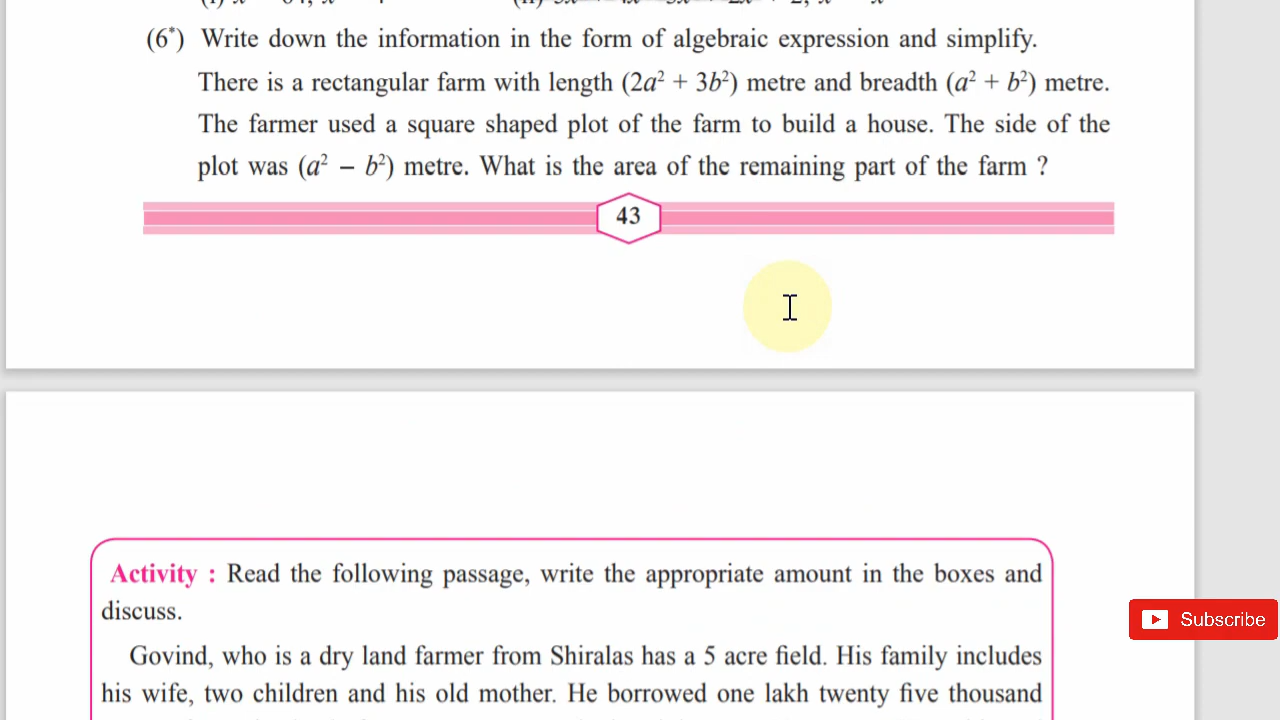 (6*) Write down the information in the form of algebraic expression and simplify.
There is a rectangular farm with length (2a² + 3b²) metre and breadth (a² + b²) metre.
The farmer used a square shaped plot of the farm to build a house. The side of the
plot was (a² − b²) metre. What is the area of the remaining part of the farm ?
43
Activity : Read the following passage, write the appropriate amount in the boxes and
discuss.
Govind, who is a dry land farmer from Shiralas has a 5 acre field. His family includes
his wife, two children and his old mother. He borrowed one lakh twenty five thousand
Subscribe